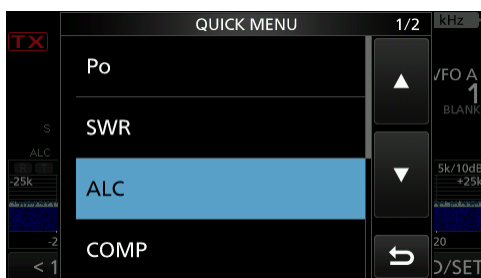 QUICK MENU 1/2
kHz
TX
Po
VFO A
1
BLANK
SWR
S
ALC
5k/10dB
-25k
+25k
ALC
-2
20
COMP
< 1
D/SET